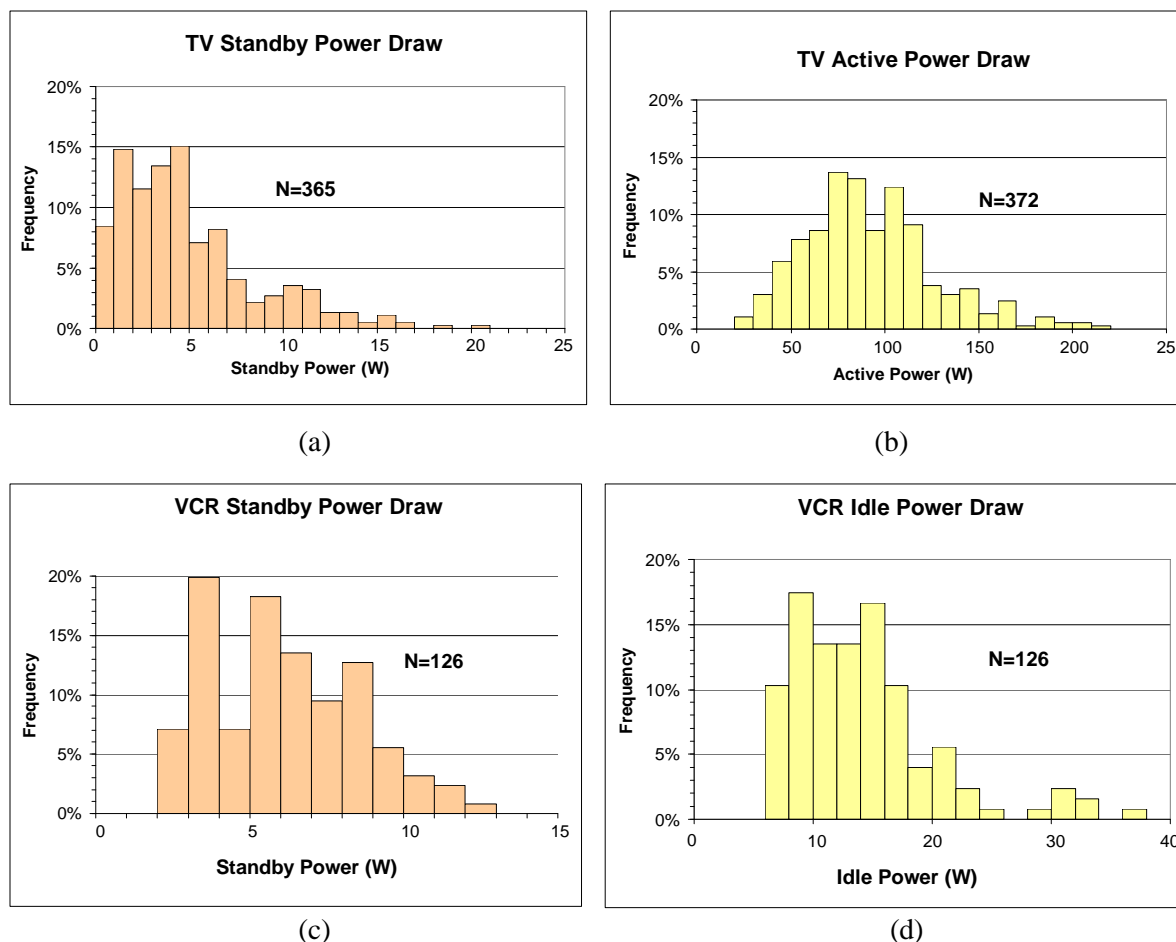 TV Standby Power Draw
20%
15%
10%
5%
0%
Frequency
N=365
0 5 10 15 20 25
Standby Power (W)
(a)
TV Active Power Draw
20%
15%
10%
5%
0%
Frequency
N=372
0 50 100 150 200 25
Active Power (W)
(b)
VCR Standby Power Draw
20%
15%
10%
5%
0%
Frequency
N=126
0 5 10 15
Standby Power (W)
(c)
VCR Idle Power Draw
20%
15%
10%
5%
0%
Frequency
N=126
0 10 20 30 40
Idle Power (W)
(d)